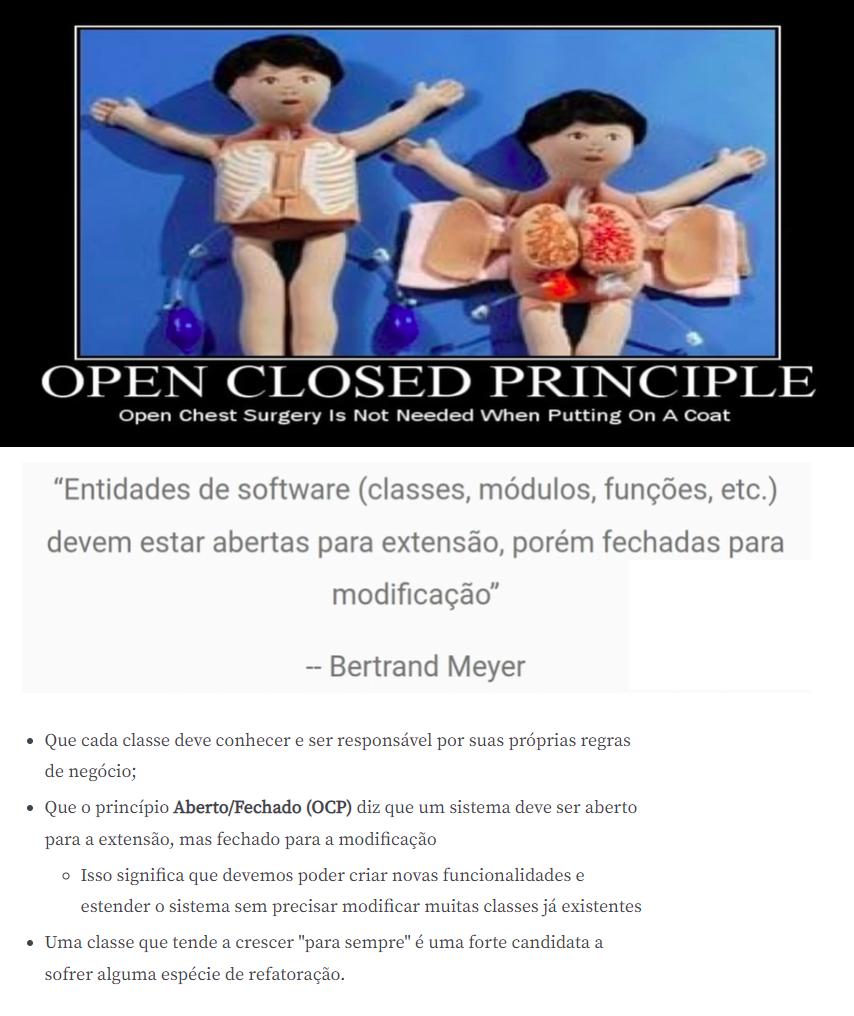 OPEN CLOSED PRINCIPLE
Open Chest Surgery Is Not Needed When Putting On A Coat
“Entidades de software (classes, módulos, funções, etc.)
devem estar abertas para extensão, porém fechadas para
modificação”
-- Bertrand Meyer
• Que cada classe deve conhecer e ser responsável por suas próprias regras
de negócio;
• Que o princípio Aberto/Fechado (OCP) diz que um sistema deve ser aberto
para a extensão, mas fechado para a modificação
◦ Isso significa que devemos poder criar novas funcionalidades e
estender o sistema sem precisar modificar muitas classes já existentes
• Uma classe que tende a crescer "para sempre" é uma forte candidata a
sofrer alguma espécie de refatoração.